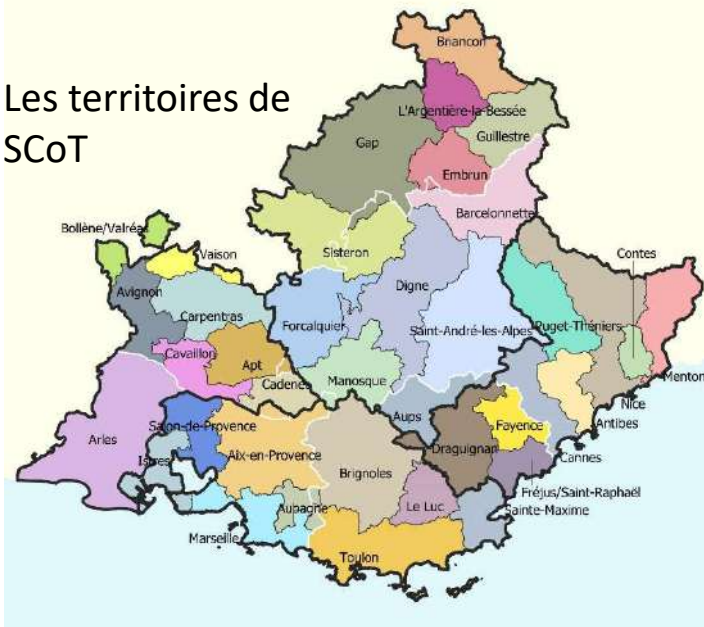 Les territoires de
SCoT
Briancon
L'Argentière-la-Bessée
Guillestre
Gap
Embrun
Barcelonnette
Bollène/Valréas
Vaison
Sisteron
Contes
Avignon
Carpentras
Digne
Forcalquier
Saint-André-les-Alpes
Puget-Théniers
Cavaillon
Apt
Cadenet
Manosque
Menton
Nice
Aups
Antibes
Arles
Salon-de-Provence
Fayence
Draguignan
Cannes
Istres
Aix-en-Provence
Brignoles
Fréjus/Saint-Raphaël
Aubagne
Le Luc
Sainte-Maxime
Marseille
Toulon